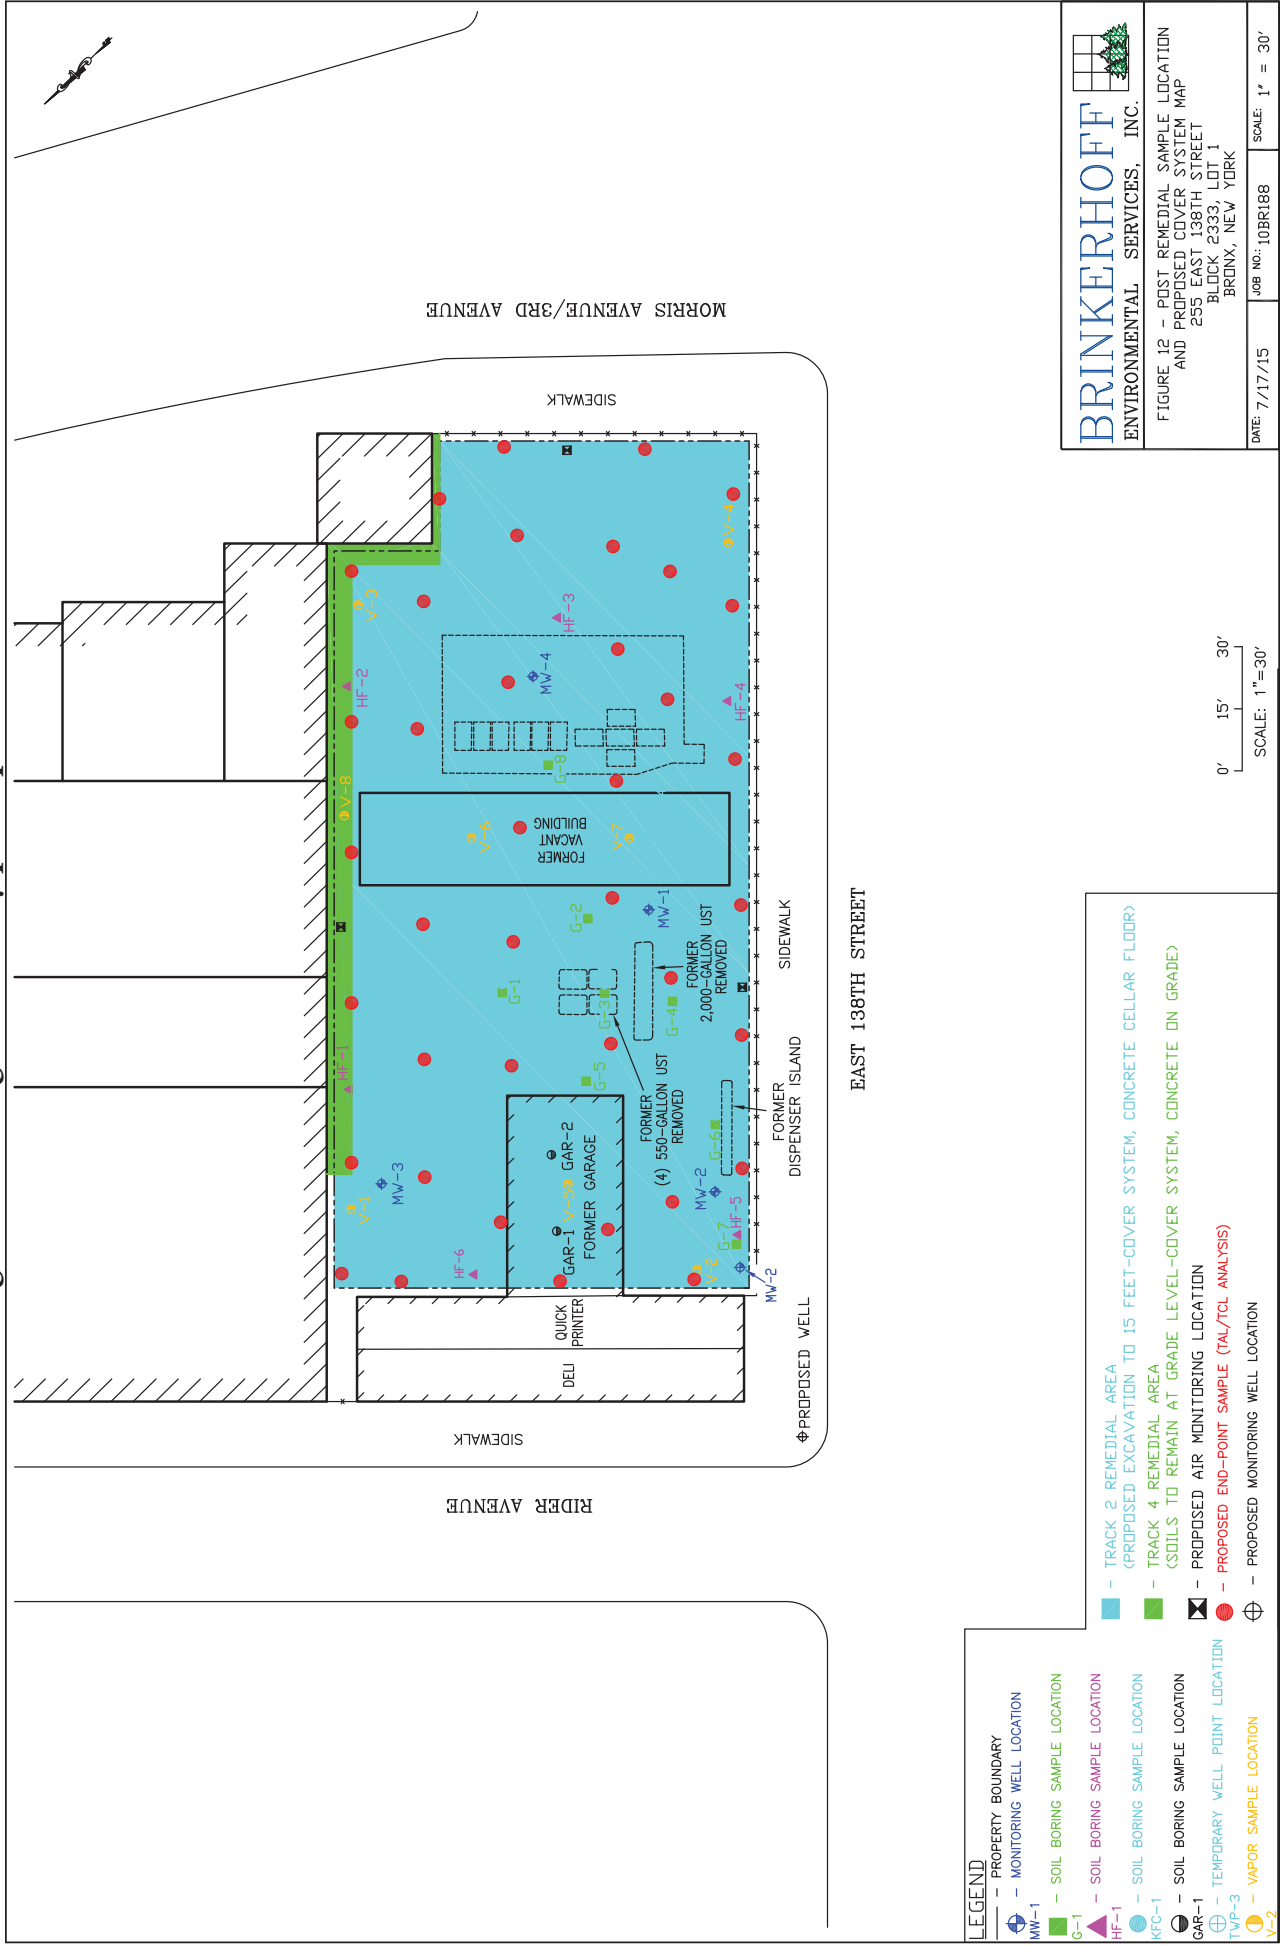 MORRIS AVENUE/3RD AVENUE
SIDEWALK
V-3
HF-2
V-8
HF-1
V-1
MW-3
HF-6
HF-3
MW-4
V-4
HF-4
G-8
FORMER
VACANT
BUILDING
V-6
V-7
G-2
MW-1
G-1
G-3
G-4
G-5
FORMER
2,000-GALLON UST
REMOVED
FORMER
(4) 550-GALLON UST
REMOVED
SIDEWALK
FORMER
DISPENSER ISLAND
G-6
MW-2
G-7
HF-5
V-2
MW-2
GAR-2
V-5
GAR-1
FORMER GARAGE
QUICK
PRINTER
DELI
PROPOSED WELL
SIDEWALK
EAST 138TH STREET
RIDER AVENUE
0' 15' 30'
SCALE: 1"=30'
LEGEND
- PROPERTY BOUNDARY
MW-1 - MONITORING WELL LOCATION
G-1 - SOIL BORING SAMPLE LOCATION
HF-1 - SOIL BORING SAMPLE LOCATION
KFC-1 - SOIL BORING SAMPLE LOCATION
GAR-1 - SOIL BORING SAMPLE LOCATION
TWP-3 - TEMPORARY WELL POINT LOCATION
V-2 - VAPOR SAMPLE LOCATION
- TRACK 2 REMEDIAL AREA
(PROPOSED EXCAVATION TO 15 FEET-COVER SYSTEM, CONCRETE CELLAR FLOOR)
- TRACK 4 REMEDIAL AREA
(SOILS TO REMAIN AT GRADE LEVEL-COVER SYSTEM, CONCRETE ON GRADE)
- PROPOSED AIR MONITORING LOCATION
- PROPOSED END-POINT SAMPLE (TAL/TCL ANALYSIS)
- PROPOSED MONITORING WELL LOCATION
BRINKERHOFF
ENVIRONMENTAL SERVICES, INC.
FIGURE 12 - POST REMEDIAL SAMPLE LOCATION
AND PROPOSED COVER SYSTEM MAP
255 EAST 138TH STREET
BLOCK 2333, LOT 1
BRONX, NEW YORK
DATE: 7/17/15
JOB NO.: 10BR188
SCALE: 1" = 30'